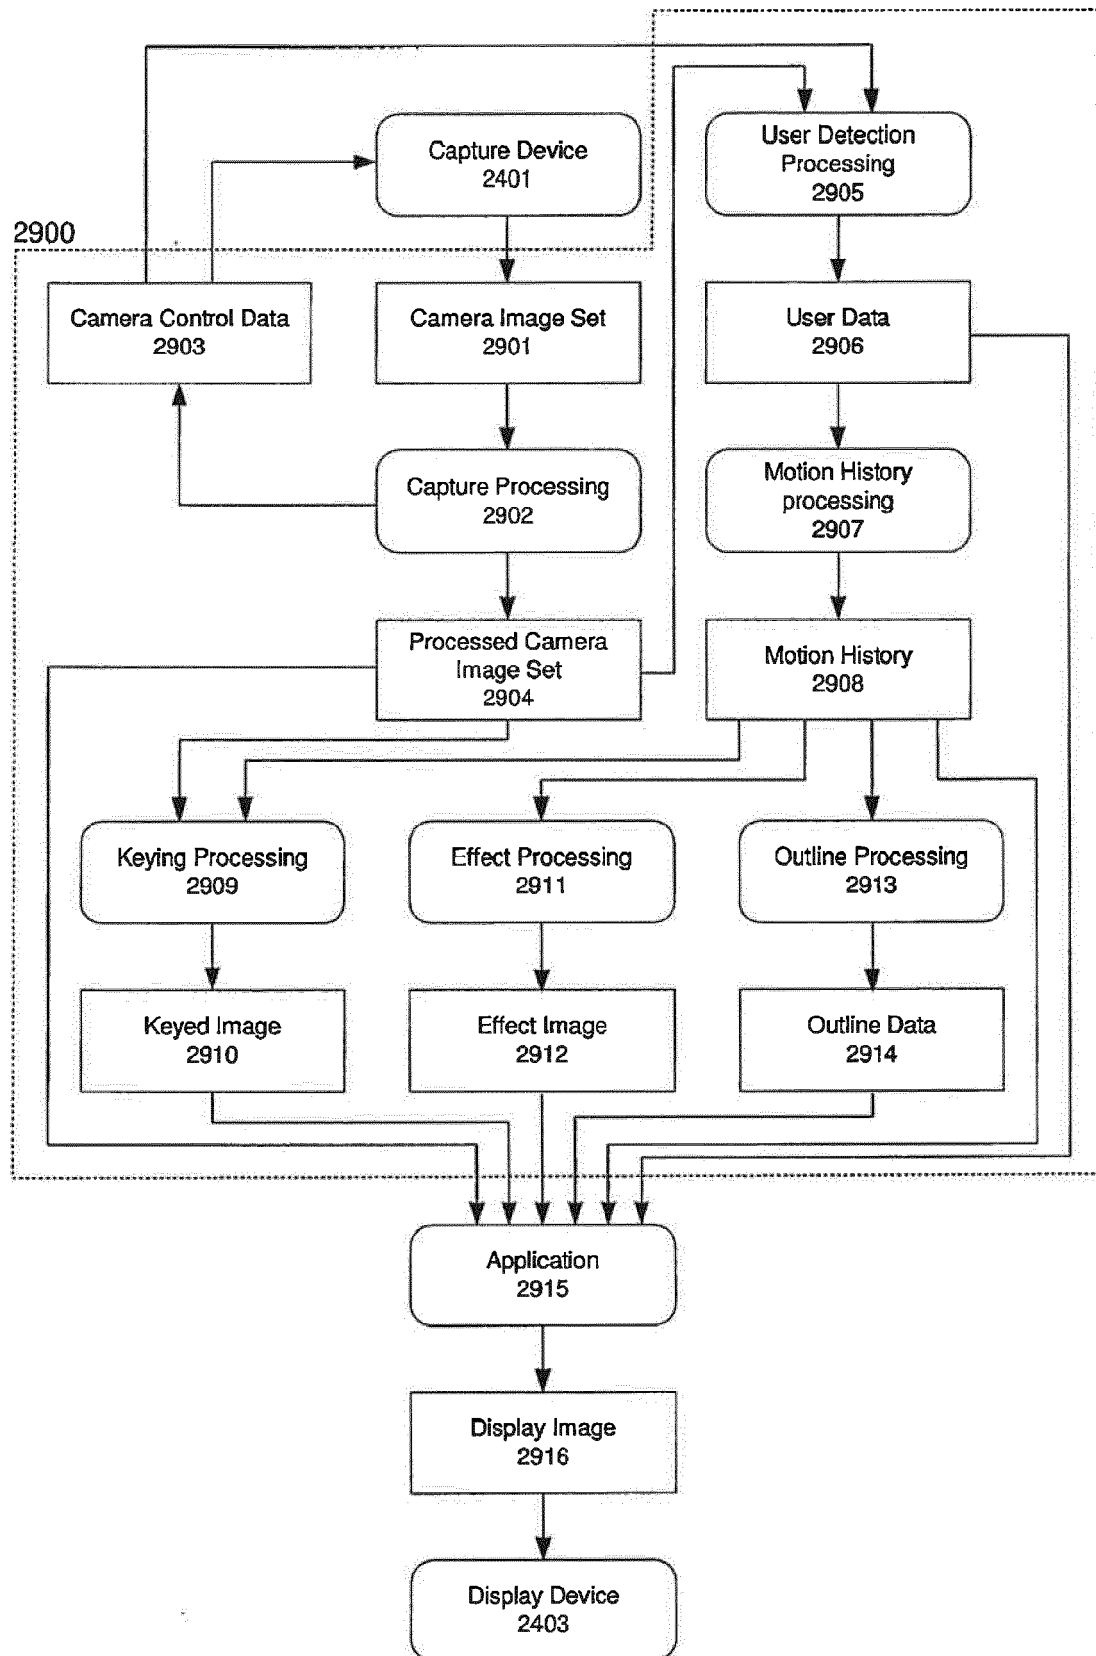 Capture Device
2401
User Detection
Processing
2905
2900
Camera Control Data
2903
Camera Image Set
2901
User Data
2906
Capture Processing
2902
Motion History
processing
2907
Processed Camera
Image Set
2904
Motion History
2908
Keying Processing
2909
Effect Processing
2911
Outline Processing
2913
Keyed Image
2910
Effect Image
2912
Outline Data
2914
Application
2915
Display Image
2916
Display Device
2403